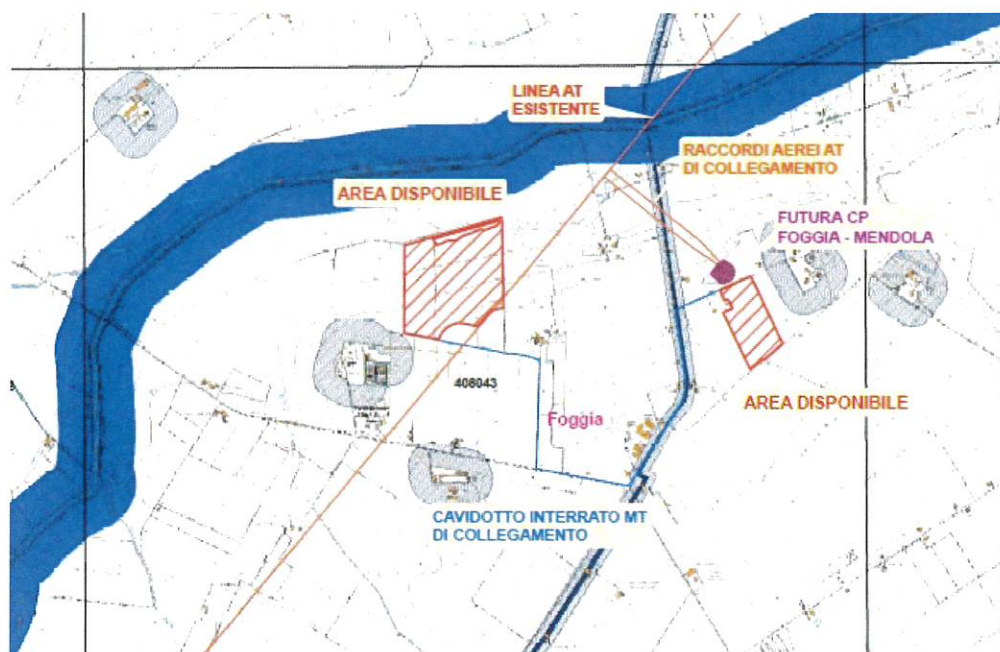 LINEA AT
ESISTENTE
RACCORDI AEREI AT
DI COLLEGAMENTO
AREA DISPONIBILE
FUTURA CP
FOGGIA - MENDOLA
408043
AREA DISPONIBILE
Foggia
CAVIDOTTO INTERRATO MT
DI COLLEGAMENTO